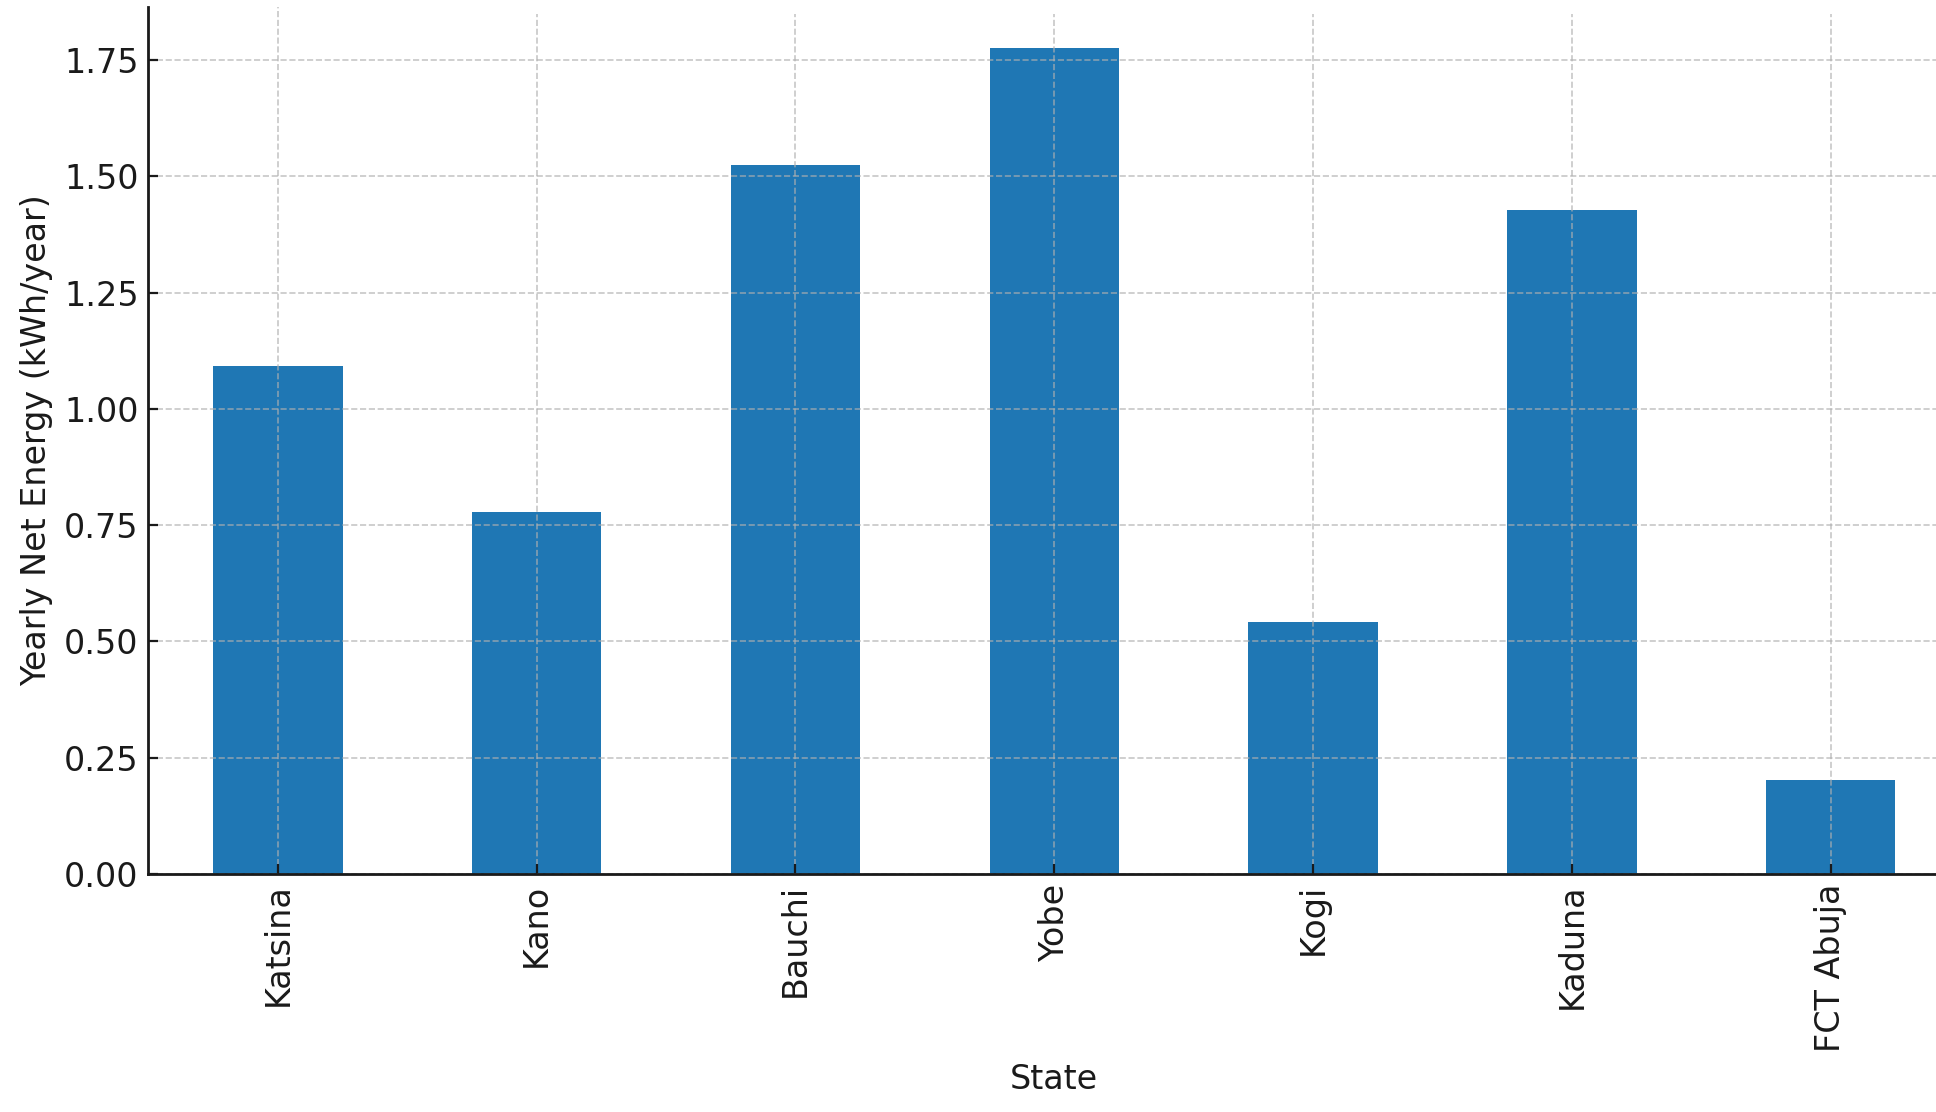 Yearly Net Energy (kWh/year)
1.75
1.50
1.25
1.00
0.75
0.50
0.25
0.00
Katsina
Kano
Bauchi
Yobe
Kogi
Kaduna
FCT Abuja
State